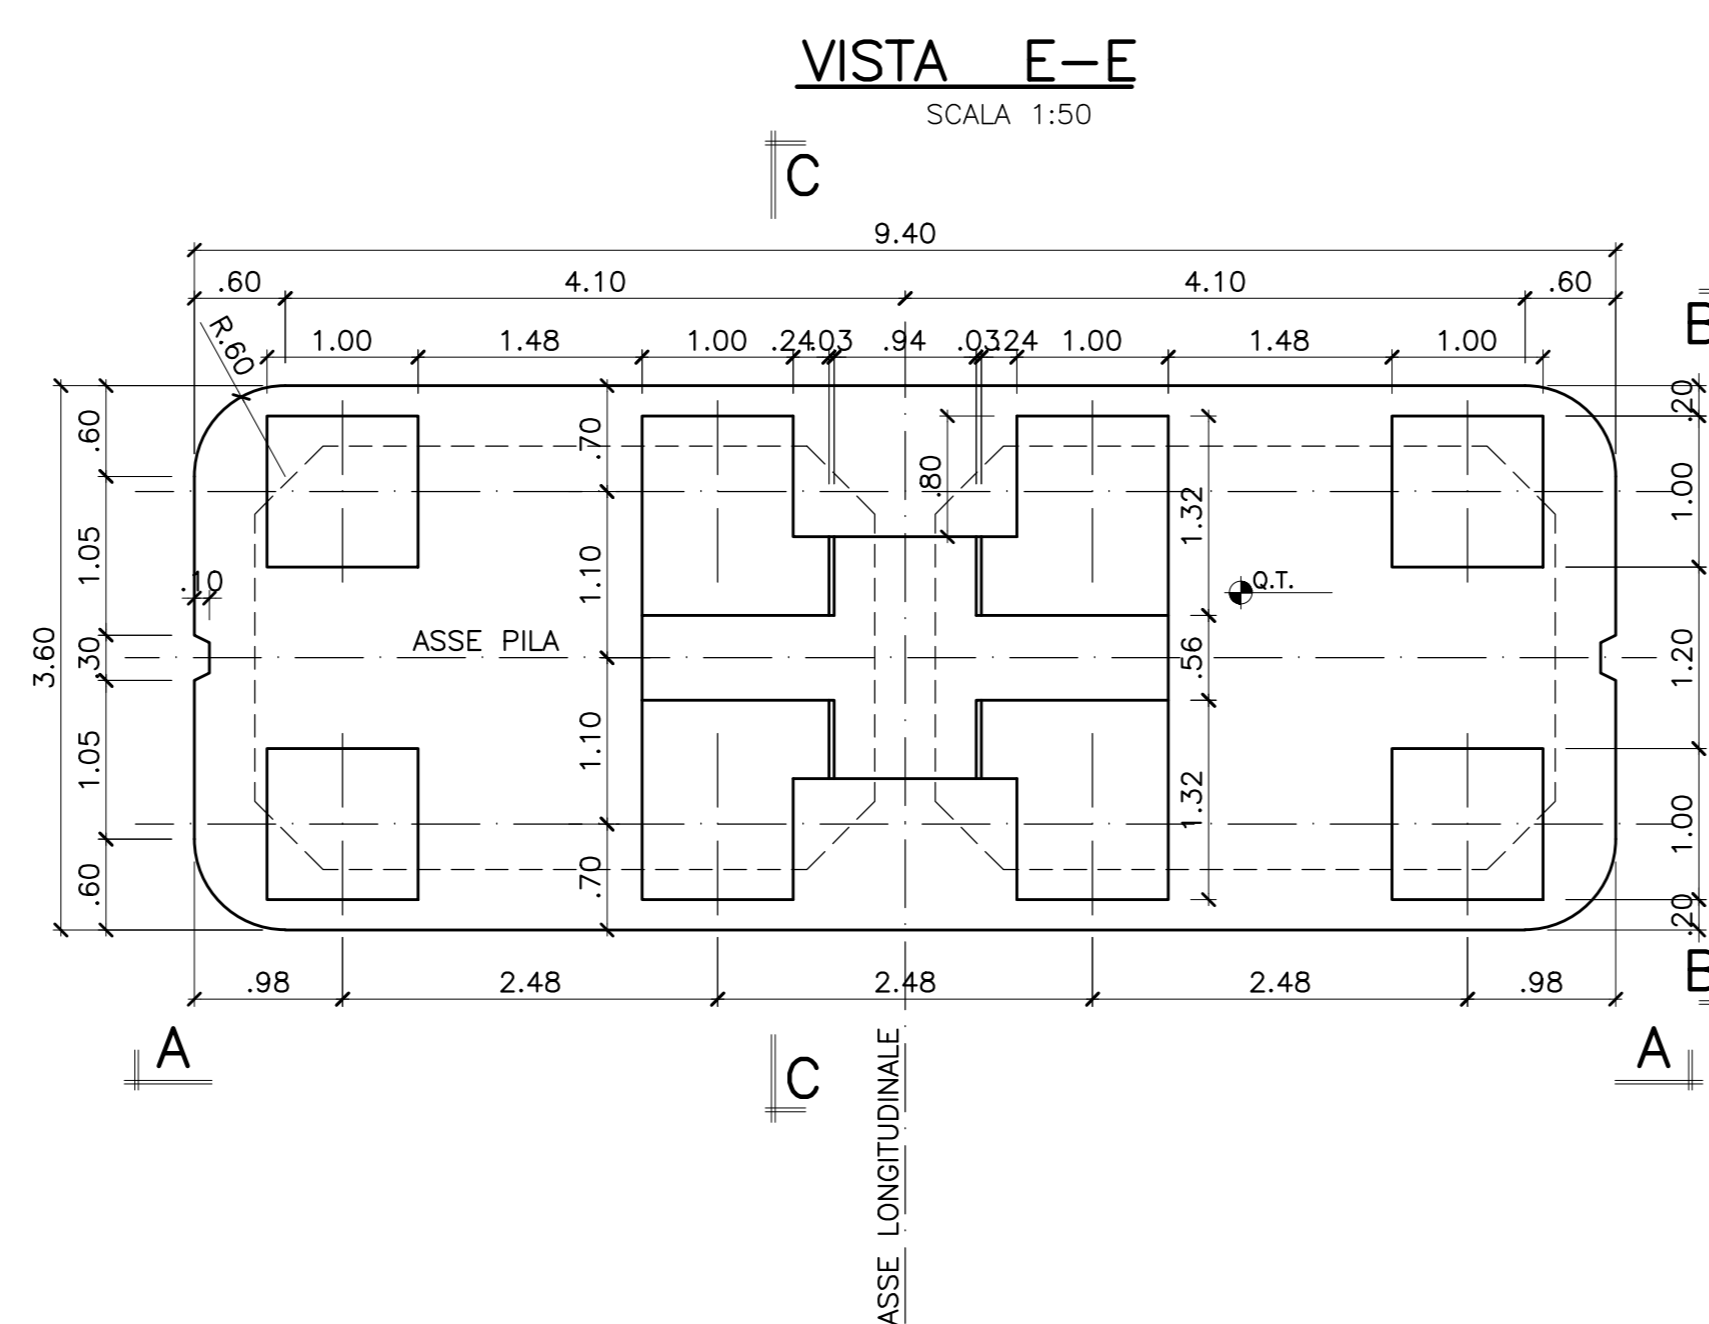 VISTA E-E
SCALA 1:50
C
9.40
.60 4.10 4.10 .60
B
R.60
1.00 1.48 1.00 .24 .03 .94 .03 .24 1.00 1.48 1.00
.60
.70
.20
.80
1.32
1.00
1.05
1.10
.10
Q.T.
3.60
.30
ASSE PILA
.56
1.20
1.05
1.10
1.32
1.00
.60
.70
.20
B
.98 2.48 2.48 2.48 .98
A
C
A
ASSE LONGITUDINALE